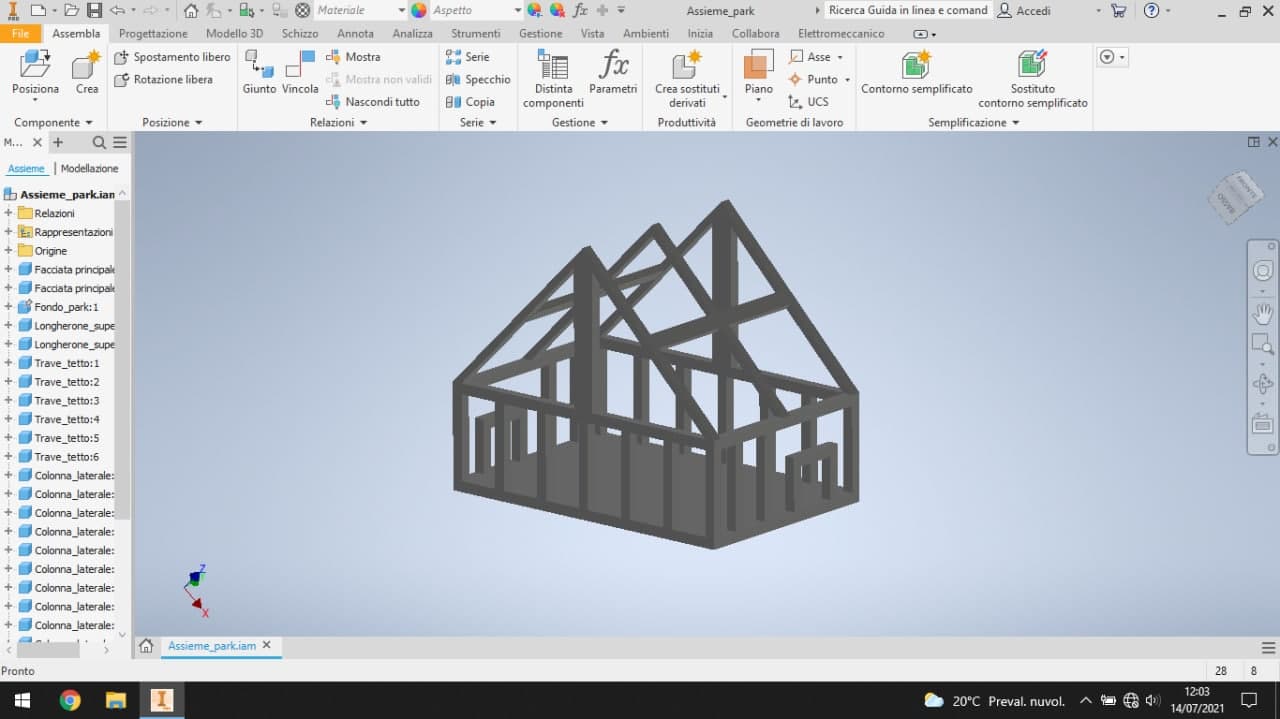 Materiale
Aspetto
fx
Assieme_park
Ricerca Guida in linea e comand
Accedi
PRO
File
Assembla
Progettazione
Modello 3D
Schizzo
Annota
Analizza
Strumenti
Gestione
Vista
Ambienti
Inizia
Collabora
Elettromeccanico
Posiziona
Crea
Spostamento libero
Rotazione libera
Giunto
Vincola
Mostra
Mostra non validi
Nascondi tutto
Serie
Specchio
Copia
Distinta
componenti
fx
Parametri
Crea sostituti
derivati
Piano
Asse
Punto
UCS
Contorno semplificato
Sostituto
contorno semplificato
Componente
Posizione
Relazioni
Serie
Gestione
Produttività
Geometrie di lavoro
Semplificazione
M...
Assieme
Modellazione
Assieme_park.iam
Relazioni
Rappresentazioni
Origine
Facciata principale
Facciata principale
Fondo_park:1
Longherone_supe
Longherone_supe
Trave_tetto:1
Trave_tetto:2
Trave_tetto:3
Trave_tetto:4
Trave_tetto:5
Trave_tetto:6
Colonna_laterale:
Colonna_laterale:
Colonna_laterale:
Colonna_laterale:
Colonna_laterale:
Colonna_laterale:
Colonna_laterale:
Colonna_laterale:
Colonna_laterale:
Z
X
Assieme_park.iam
Pronto
28
8
20°C
Preval. nuvol.
12:03
14/07/2021